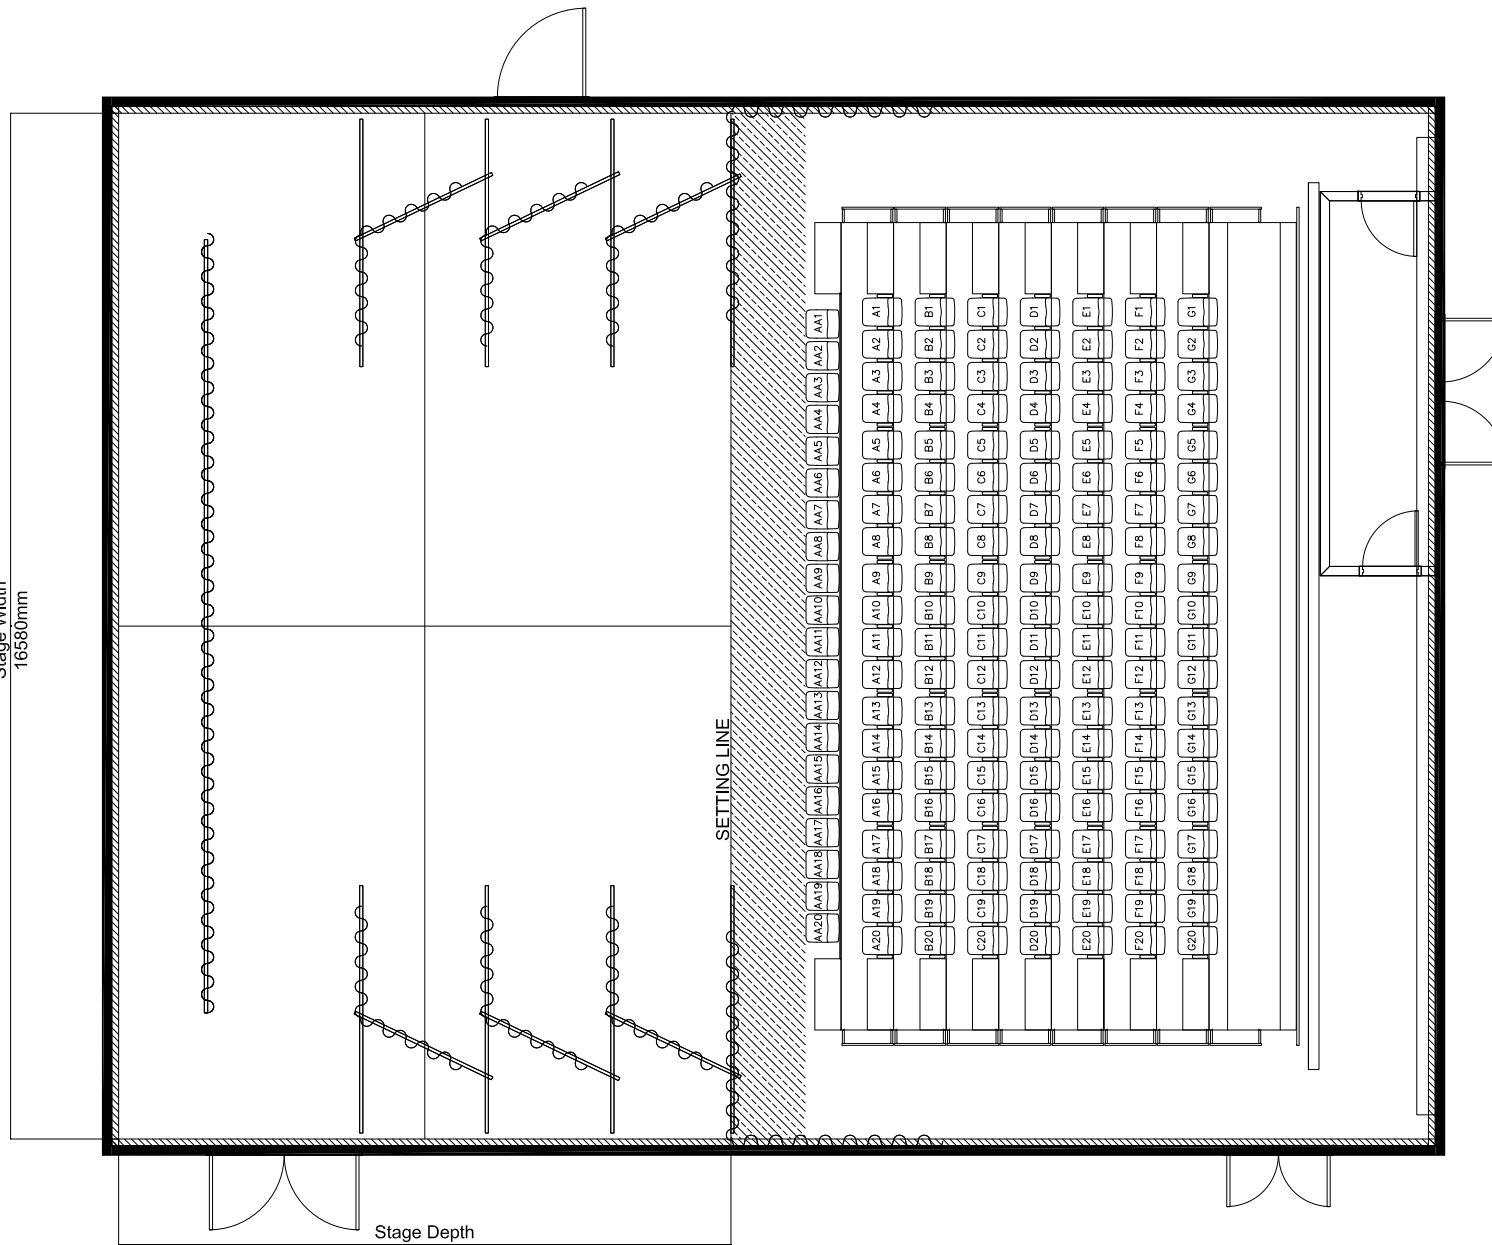 Stage Width
16580mm
SETTING LINE
Stage Depth
AA1 AA2 AA3 AA4 AA5 AA6 AA7 AA8 AA9 AA10 AA11 AA12 AA13 AA14 AA15 AA16 AA17 AA18 AA19 AA20
A1 A2 A3 A4 A5 A6 A7 A8 A9 A10 A11 A12 A13 A14 A15 A16 A17 A18 A19 A20
B1 B2 B3 B4 B5 B6 B7 B8 B9 B10 B11 B12 B13 B14 B15 B16 B17 B18 B19 B20
C1 C2 C3 C4 C5 C6 C7 C8 C9 C10 C11 C12 C13 C14 C15 C16 C17 C18 C19 C20
D1 D2 D3 D4 D5 D6 D7 D8 D9 D10 D11 D12 D13 D14 D15 D16 D17 D18 D19 D20
E1 E2 E3 E4 E5 E6 E7 E8 E9 E10 E11 E12 E13 E14 E15 E16 E17 E18 E19 E20
F1 F2 F3 F4 F5 F6 F7 F8 F9 F10 F11 F12 F13 F14 F15 F16 F17 F18 F19 F20
G1 G2 G3 G4 G5 G6 G7 G8 G9 G10 G11 G12 G13 G14 G15 G16 G17 G18 G19 G20